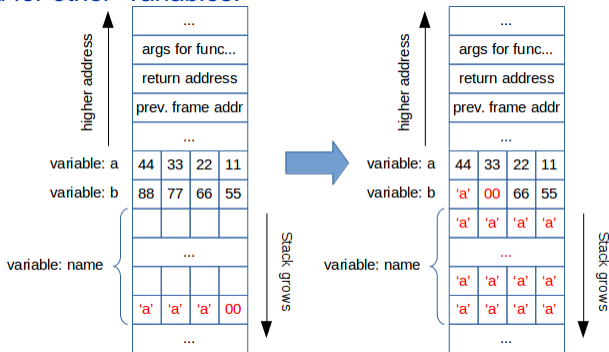 ...
args for func...
return address
prev. frame addr
...
higher address
variable: a 44 33 22 11
variable: b 88 77 66 55
variable: name
...
'a' 'a' 'a' 00
...
Stack grows
...
args for func...
return address
prev. frame addr
...
higher address
variable: a 44 33 22 11
variable: b 'a' 00 66 55
'a' 'a' 'a' 'a'
...
variable: name
'a' 'a' 'a' 'a'
'a' 'a' 'a' 'a'
...
Stack grows